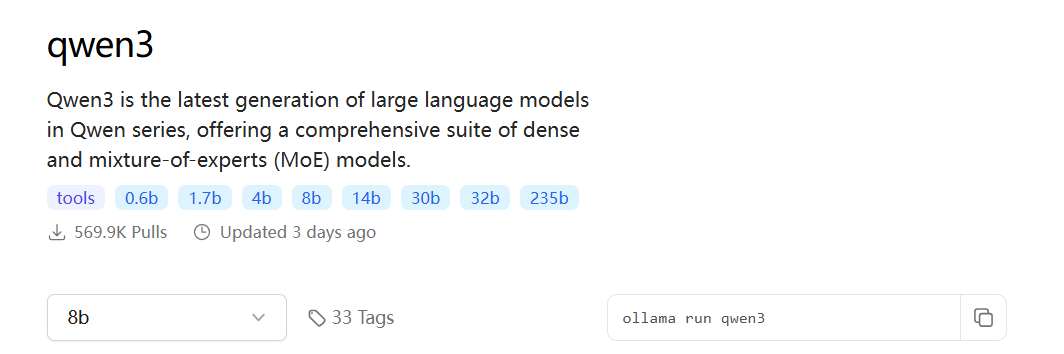 qwen3
Qwen3 is the latest generation of large language models
in Qwen series, offering a comprehensive suite of dense
and mixture-of-experts (MoE) models.
tools 0.6b 1.7b 4b 8b 14b 30b 32b 235b
569.9K Pulls Updated 3 days ago
8b 33 Tags ollama run qwen3